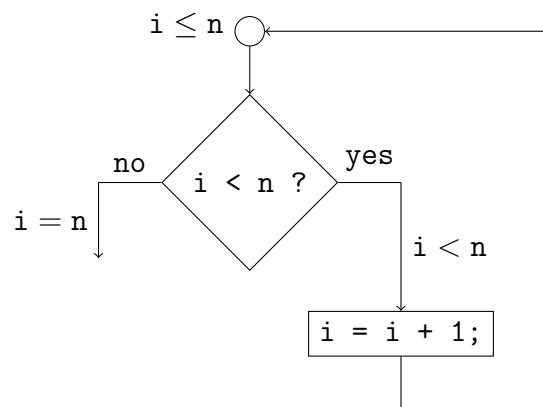 i ≤ n
no
i < n ?
yes
i = n
i < n
i = i + 1;